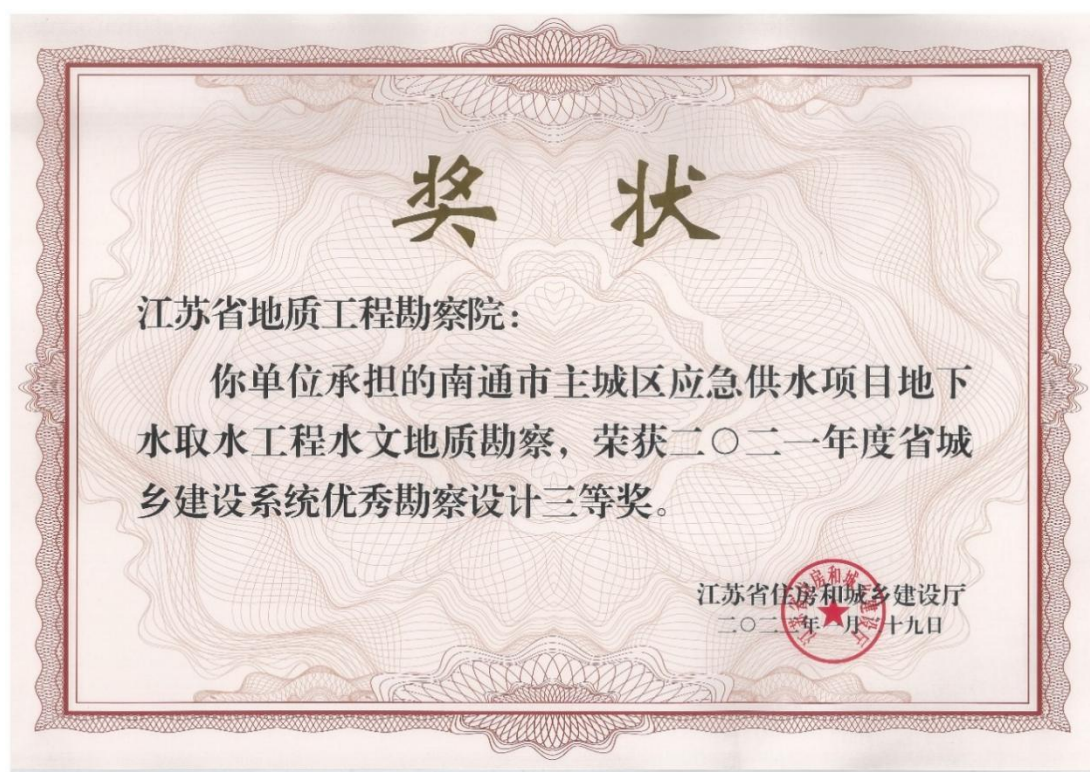 奖 状
江苏省地质工程勘察院：
你单位承担的南通市主城区应急供水项目地下
水取水工程水文地质勘察，荣获二〇二一年度省城
乡建设系统优秀勘察设计三等奖。
江苏省住房和城乡建设厅
二〇二二年一月十九日